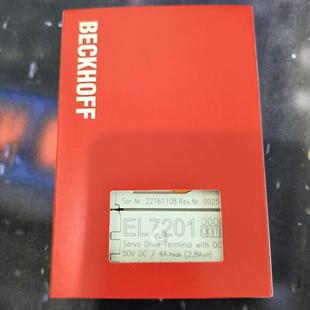 BECKHOFF
Ser.Nr.: 22161108 Rev.Nr.: 0025
EL7201
Servo Drive Terminal with OC
50V DC / 4A Peak (2,8A